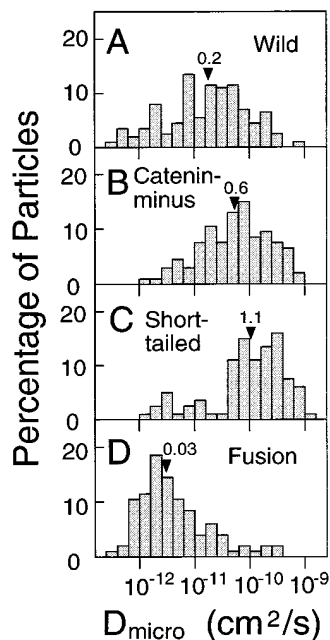 Percentage of Particles
20
10
0
A
Wild
0.2
20
10
0
B
Catenin-
minus
0.6
20
10
0
C
Short-
tailed
1.1
20
10
0
D
Fusion
0.03
10⁻¹² 10⁻¹¹ 10⁻¹⁰ 10⁻⁹
Dmicro (cm²/s)